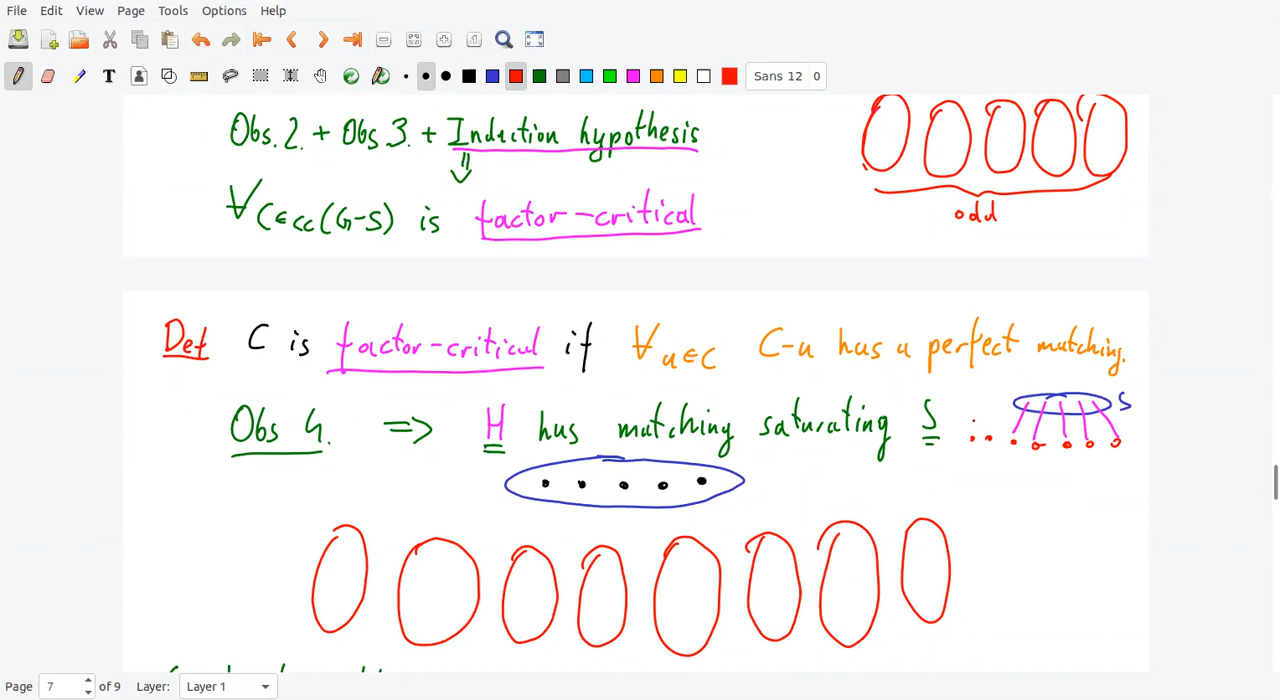 File Edit View Page Tools Options Help
T Sans 12 0
Obs. 2. + Obs 3. + Induction hypothesis
⇓
∀ C∈cc(G-S) is factor-critical
odd
Def C is factor-critical if ∀ u∈C C-u has a perfect matching.
Obs 4. => H has matching saturating S
S
Page 7 of 9 Layer: Layer 1